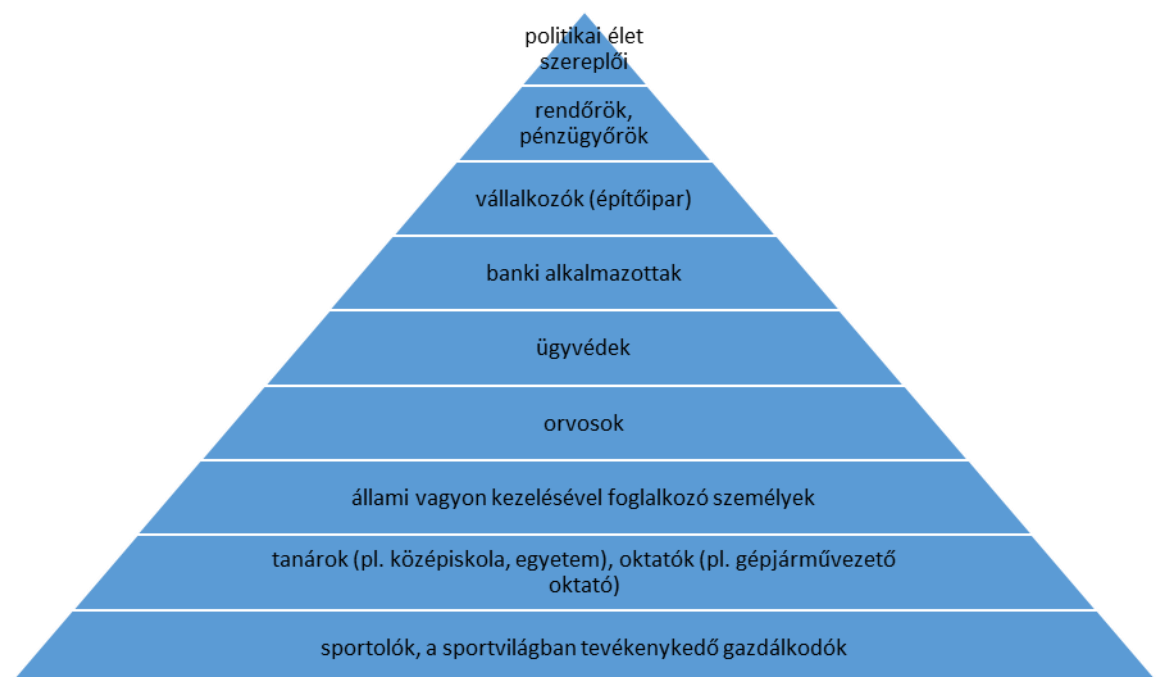 politikai élet
szereplői
rendőrök,
pénzügyőrök
vállalkozók (építőipar)
banki alkalmazottak
ügyvédek
orvosok
állami vagyon kezelésével foglalkozó személyek
tanárok (pl. középiskola, egyetem), oktatók (pl. gépjárművezető
oktató)
sportolók, a sportvilágban tevékenykedő gazdálkodók